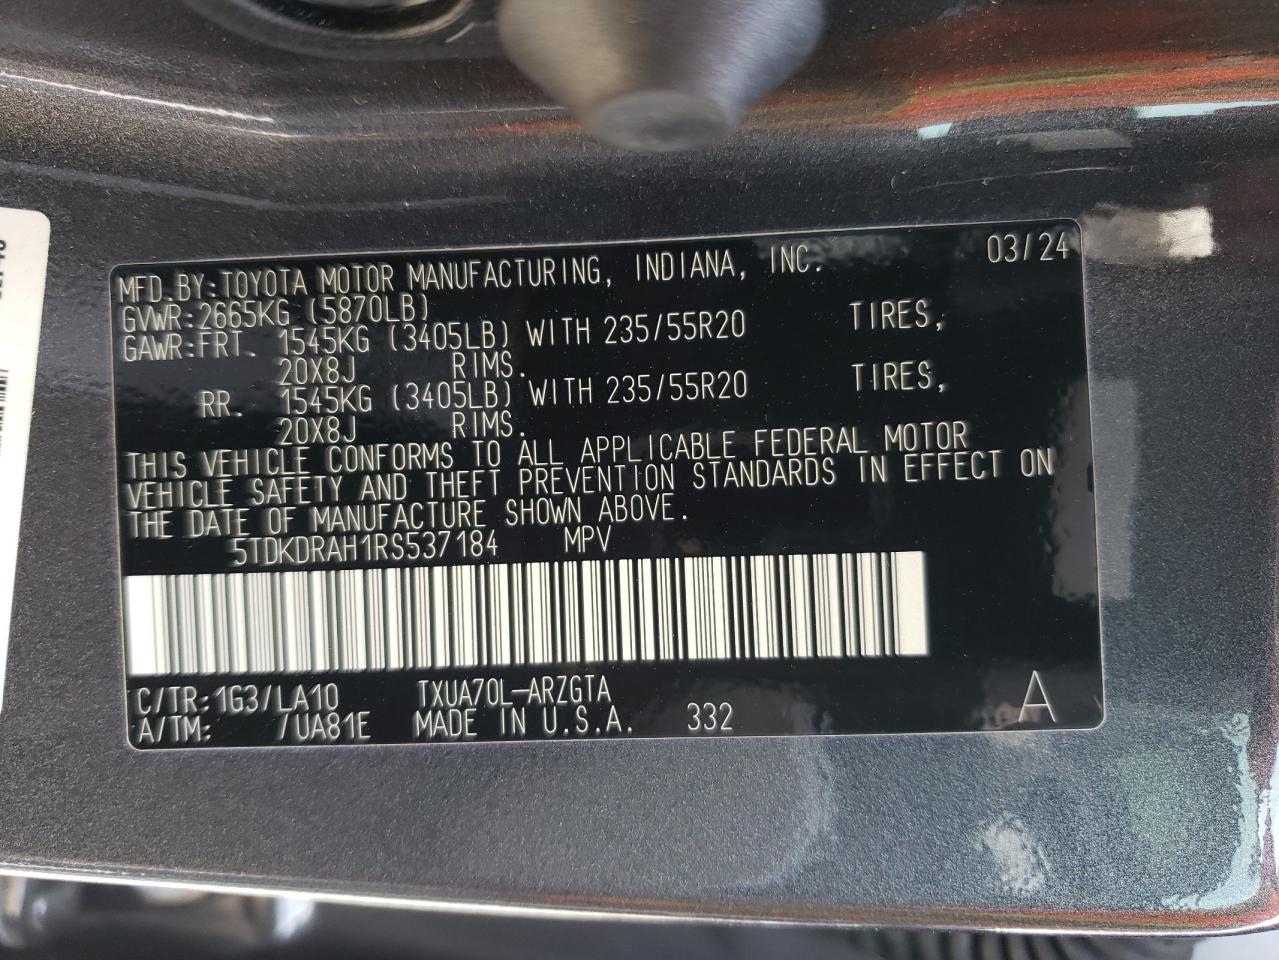 MFD.BY:TOYOTA MOTOR MANUFACTURING, INDIANA, INC. 03/24
GVWR:2665KG (5870LB)
GAWR:FRT. 1545KG (3405LB) WITH 235/55R20 TIRES,
20X8J RIMS.
RR. 1545KG (3405LB) WITH 235/55R20 TIRES,
20X8J RIMS.
THIS VEHICLE CONFORMS TO ALL APPLICABLE FEDERAL MOTOR
VEHICLE SAFETY AND THEFT PREVENTION STANDARDS IN EFFECT ON
THE DATE OF MANUFACTURE SHOWN ABOVE.
5TDKDRAH1RS537184 MPV
C/TR:1G3/LA10 TXUA70L-ARZGTA
A/TM: /UA81E MADE IN U.S.A. 332 A